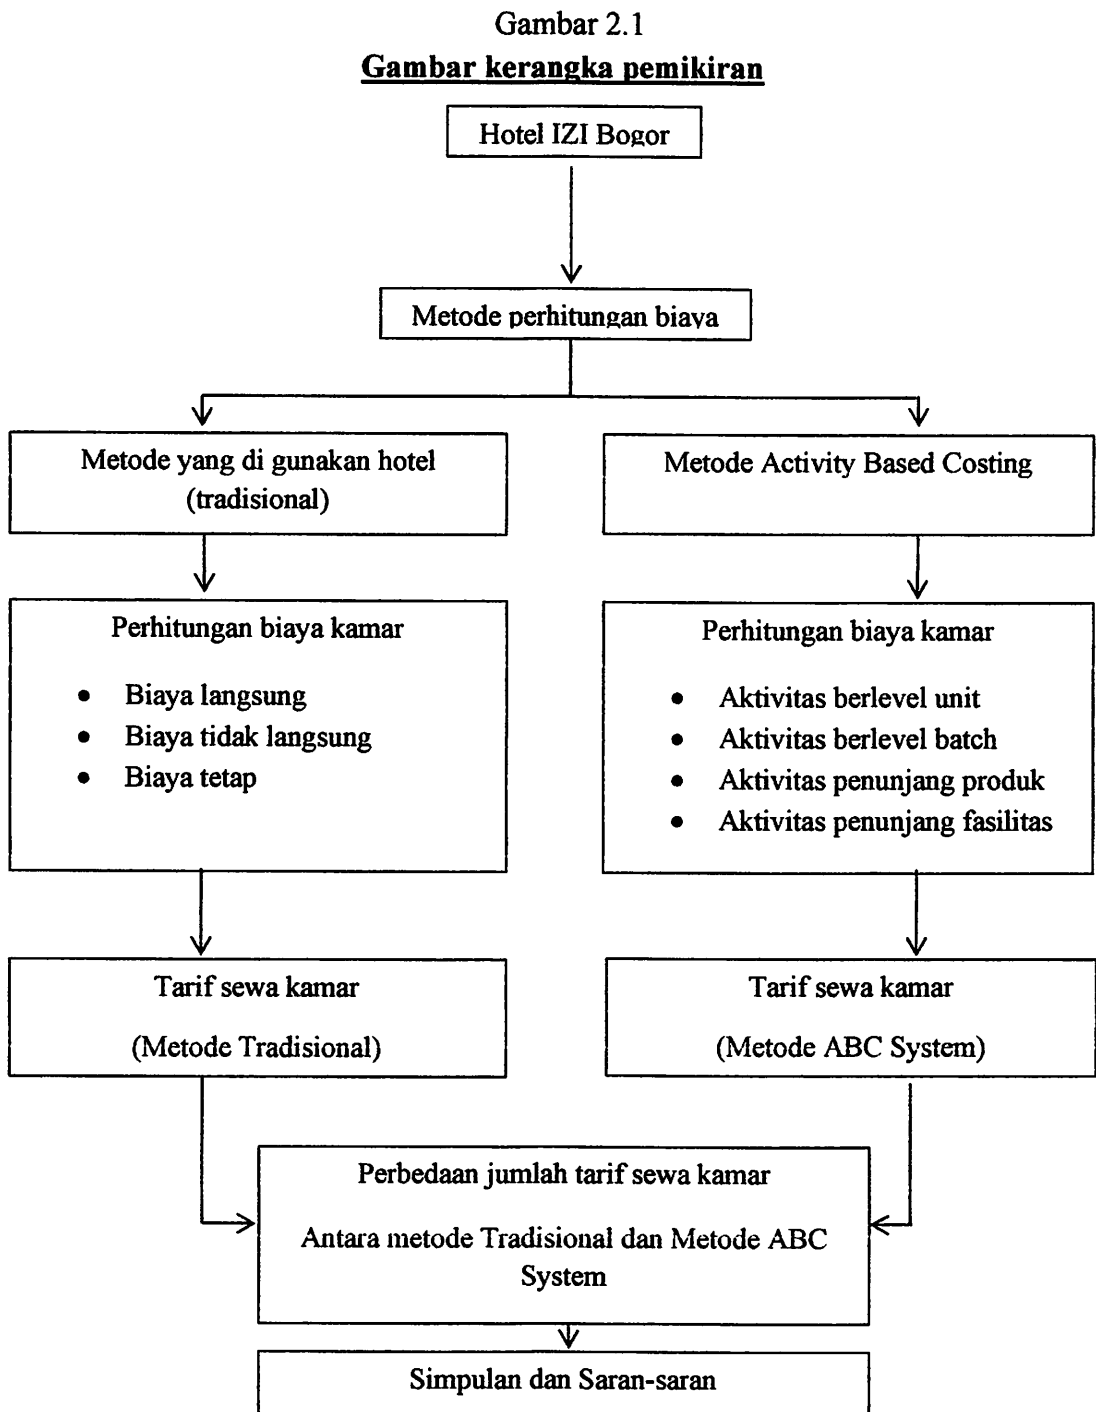 Gambar 2.1
Gambar kerangka pemikiran
Hotel IZI Bogor
Metode perhitungan biaya
Metode yang di gunakan hotel
(tradisional)
Metode Activity Based Costing
Perhitungan biaya kamar
• Biaya langsung
• Biaya tidak langsung
• Biaya tetap
Perhitungan biaya kamar
• Aktivitas berlevel unit
• Aktivitas berlevel batch
• Aktivitas penunjang produk
• Aktivitas penunjang fasilitas
Tarif sewa kamar
(Metode Tradisional)
Tarif sewa kamar
(Metode ABC System)
Perbedaan jumlah tarif sewa kamar
Antara metode Tradisional dan Metode ABC
System
Simpulan dan Saran-saran